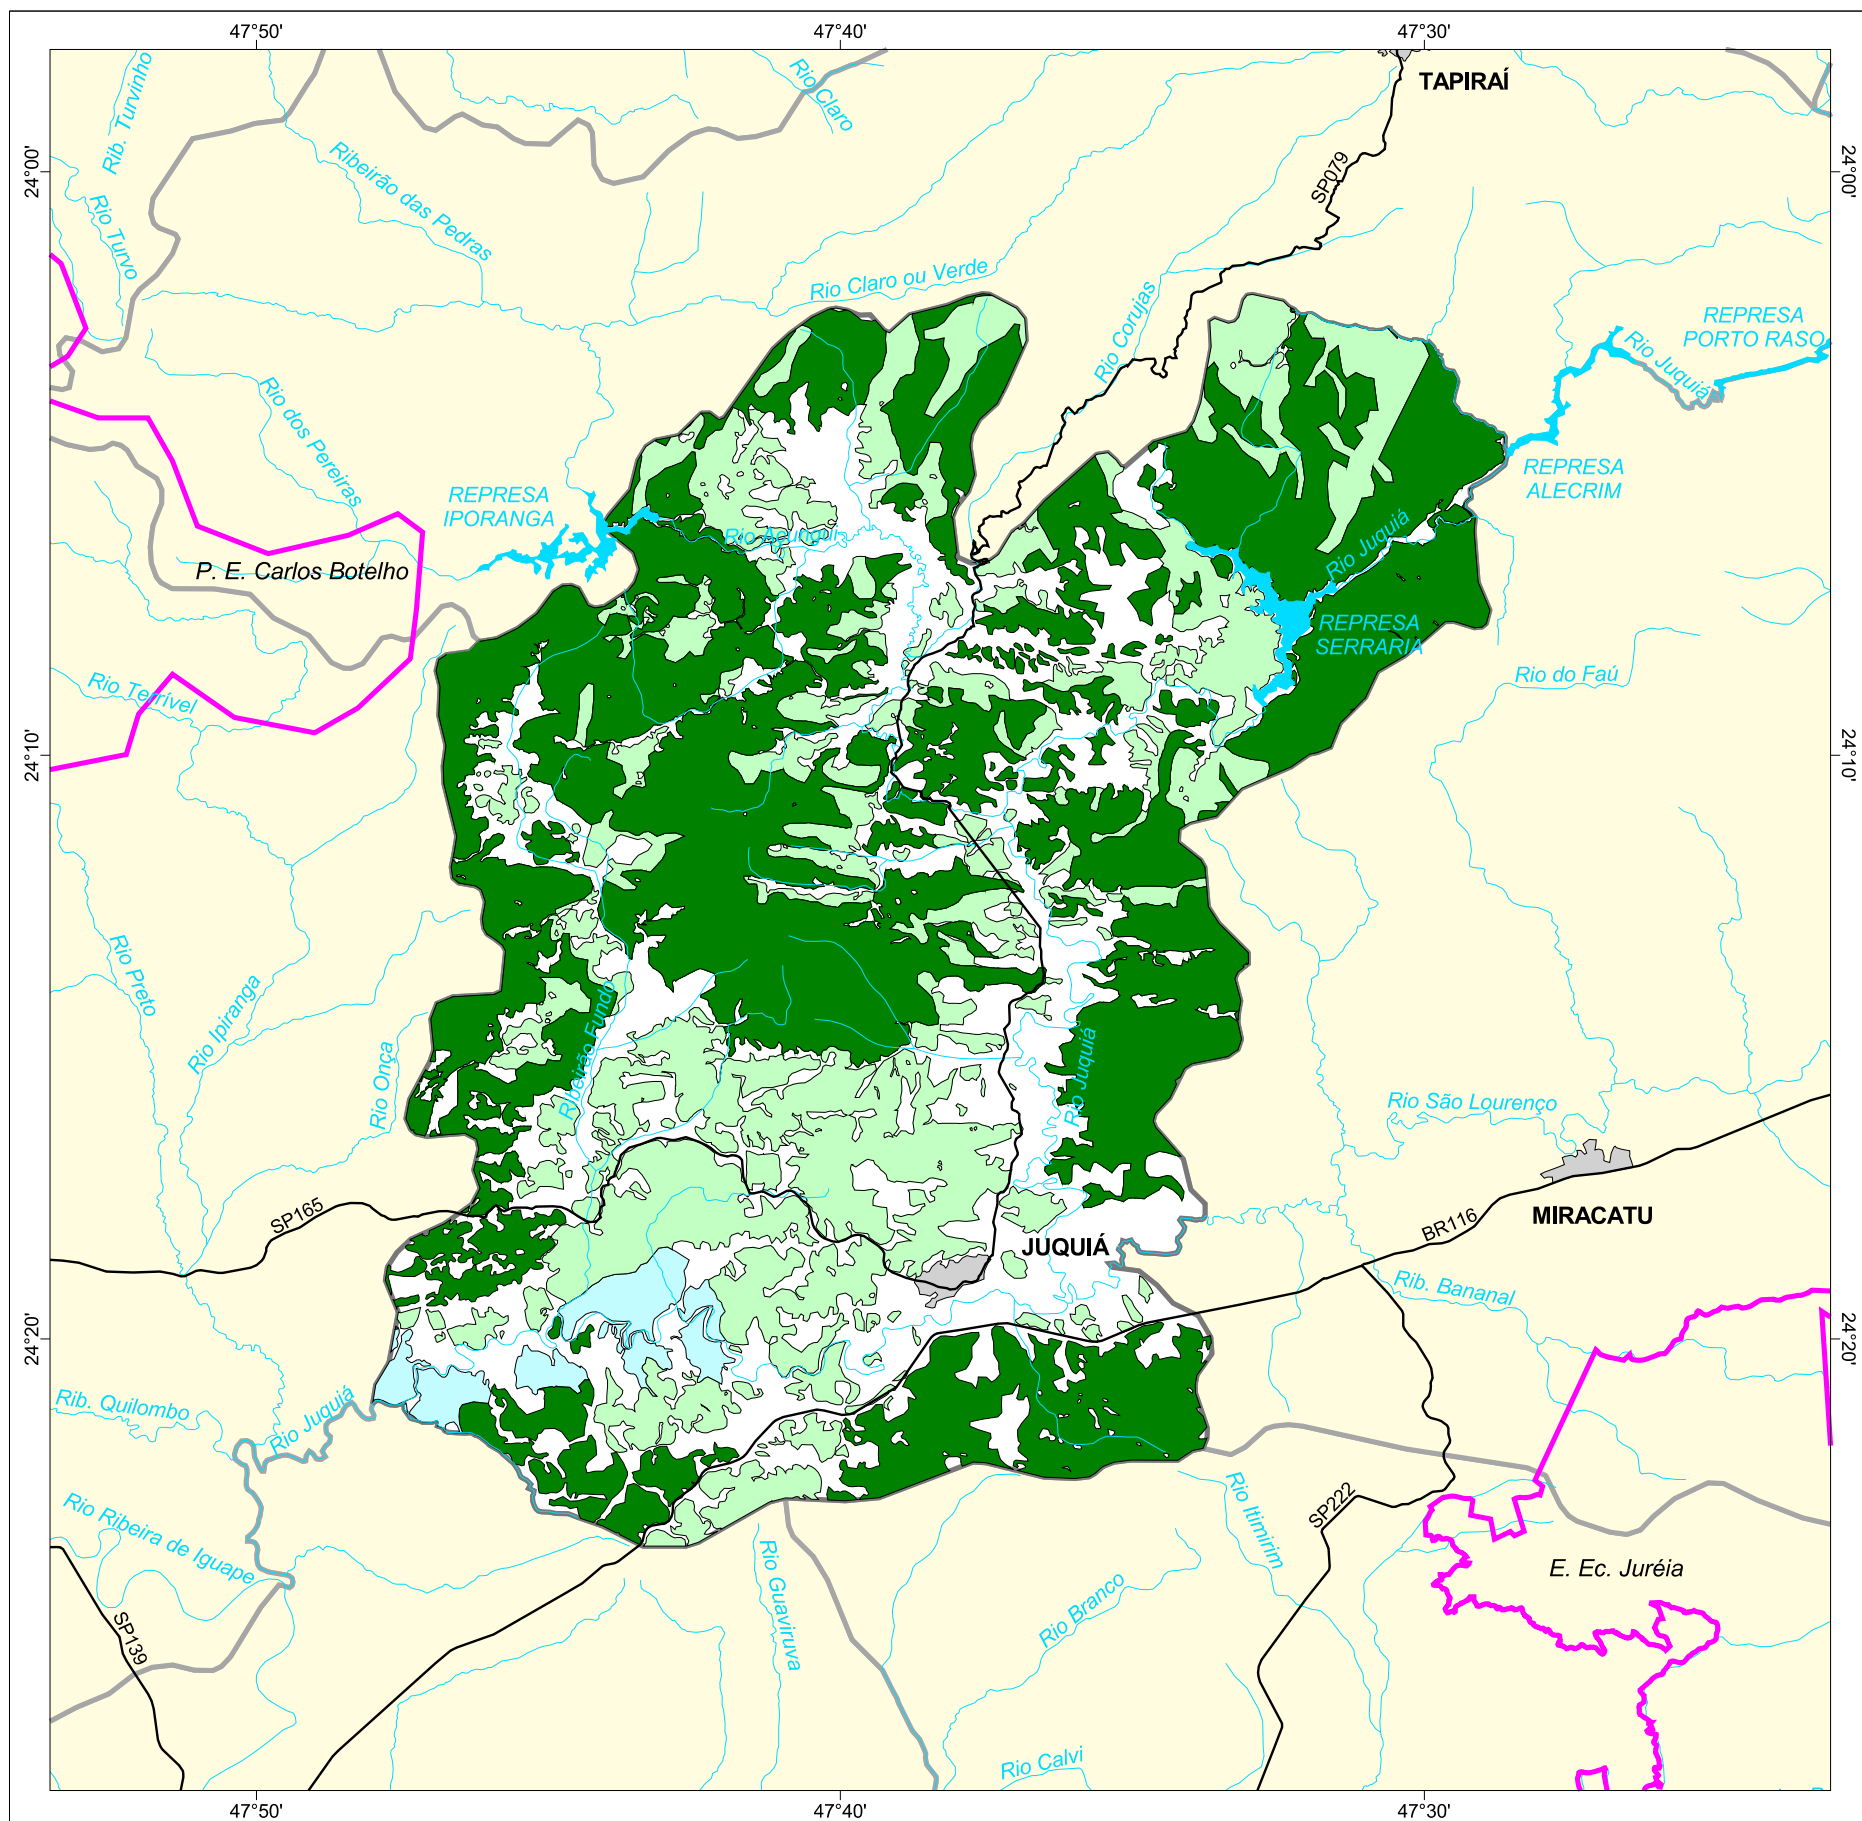 47°50'
47°40'
47°30'
TAPIRAÍ
Rib. Turvinho
Rio Claro
24°00'
24°00'
SP079
Ribeirão das Pedras
Rio Turvo
Rio Claro ou Verde
Rio Corujas
REPRESA
PORTO RASO
Rio Juquiá
Rio dos Pereiras
REPRESA
IPORANGA
REPRESA
ALECRIM
Rio Açungui
Rio Juquiá
P. E. Carlos Botelho
REPRESA
SERRARIA
Rio Terrível
Rio do Faú
24°10'
24°10'
Rio Preto
Rio Ipiranga
Ribeirão Fundo
Rio Onça
Rio Juquiá
Rio São Lourenço
SP165
BR116
MIRACATU
JUQUIÁ
Rib. Bananal
24°20'
24°20'
Rib. Quilombo
Rio Juquiá
Rio Ribeira de Iguape
Rio Itimirim
SP222
Rio Guaviruva
Rio Branco
E. Ec. Juréia
SP139
Rio Calvi
47°50'
47°40'
47°30'